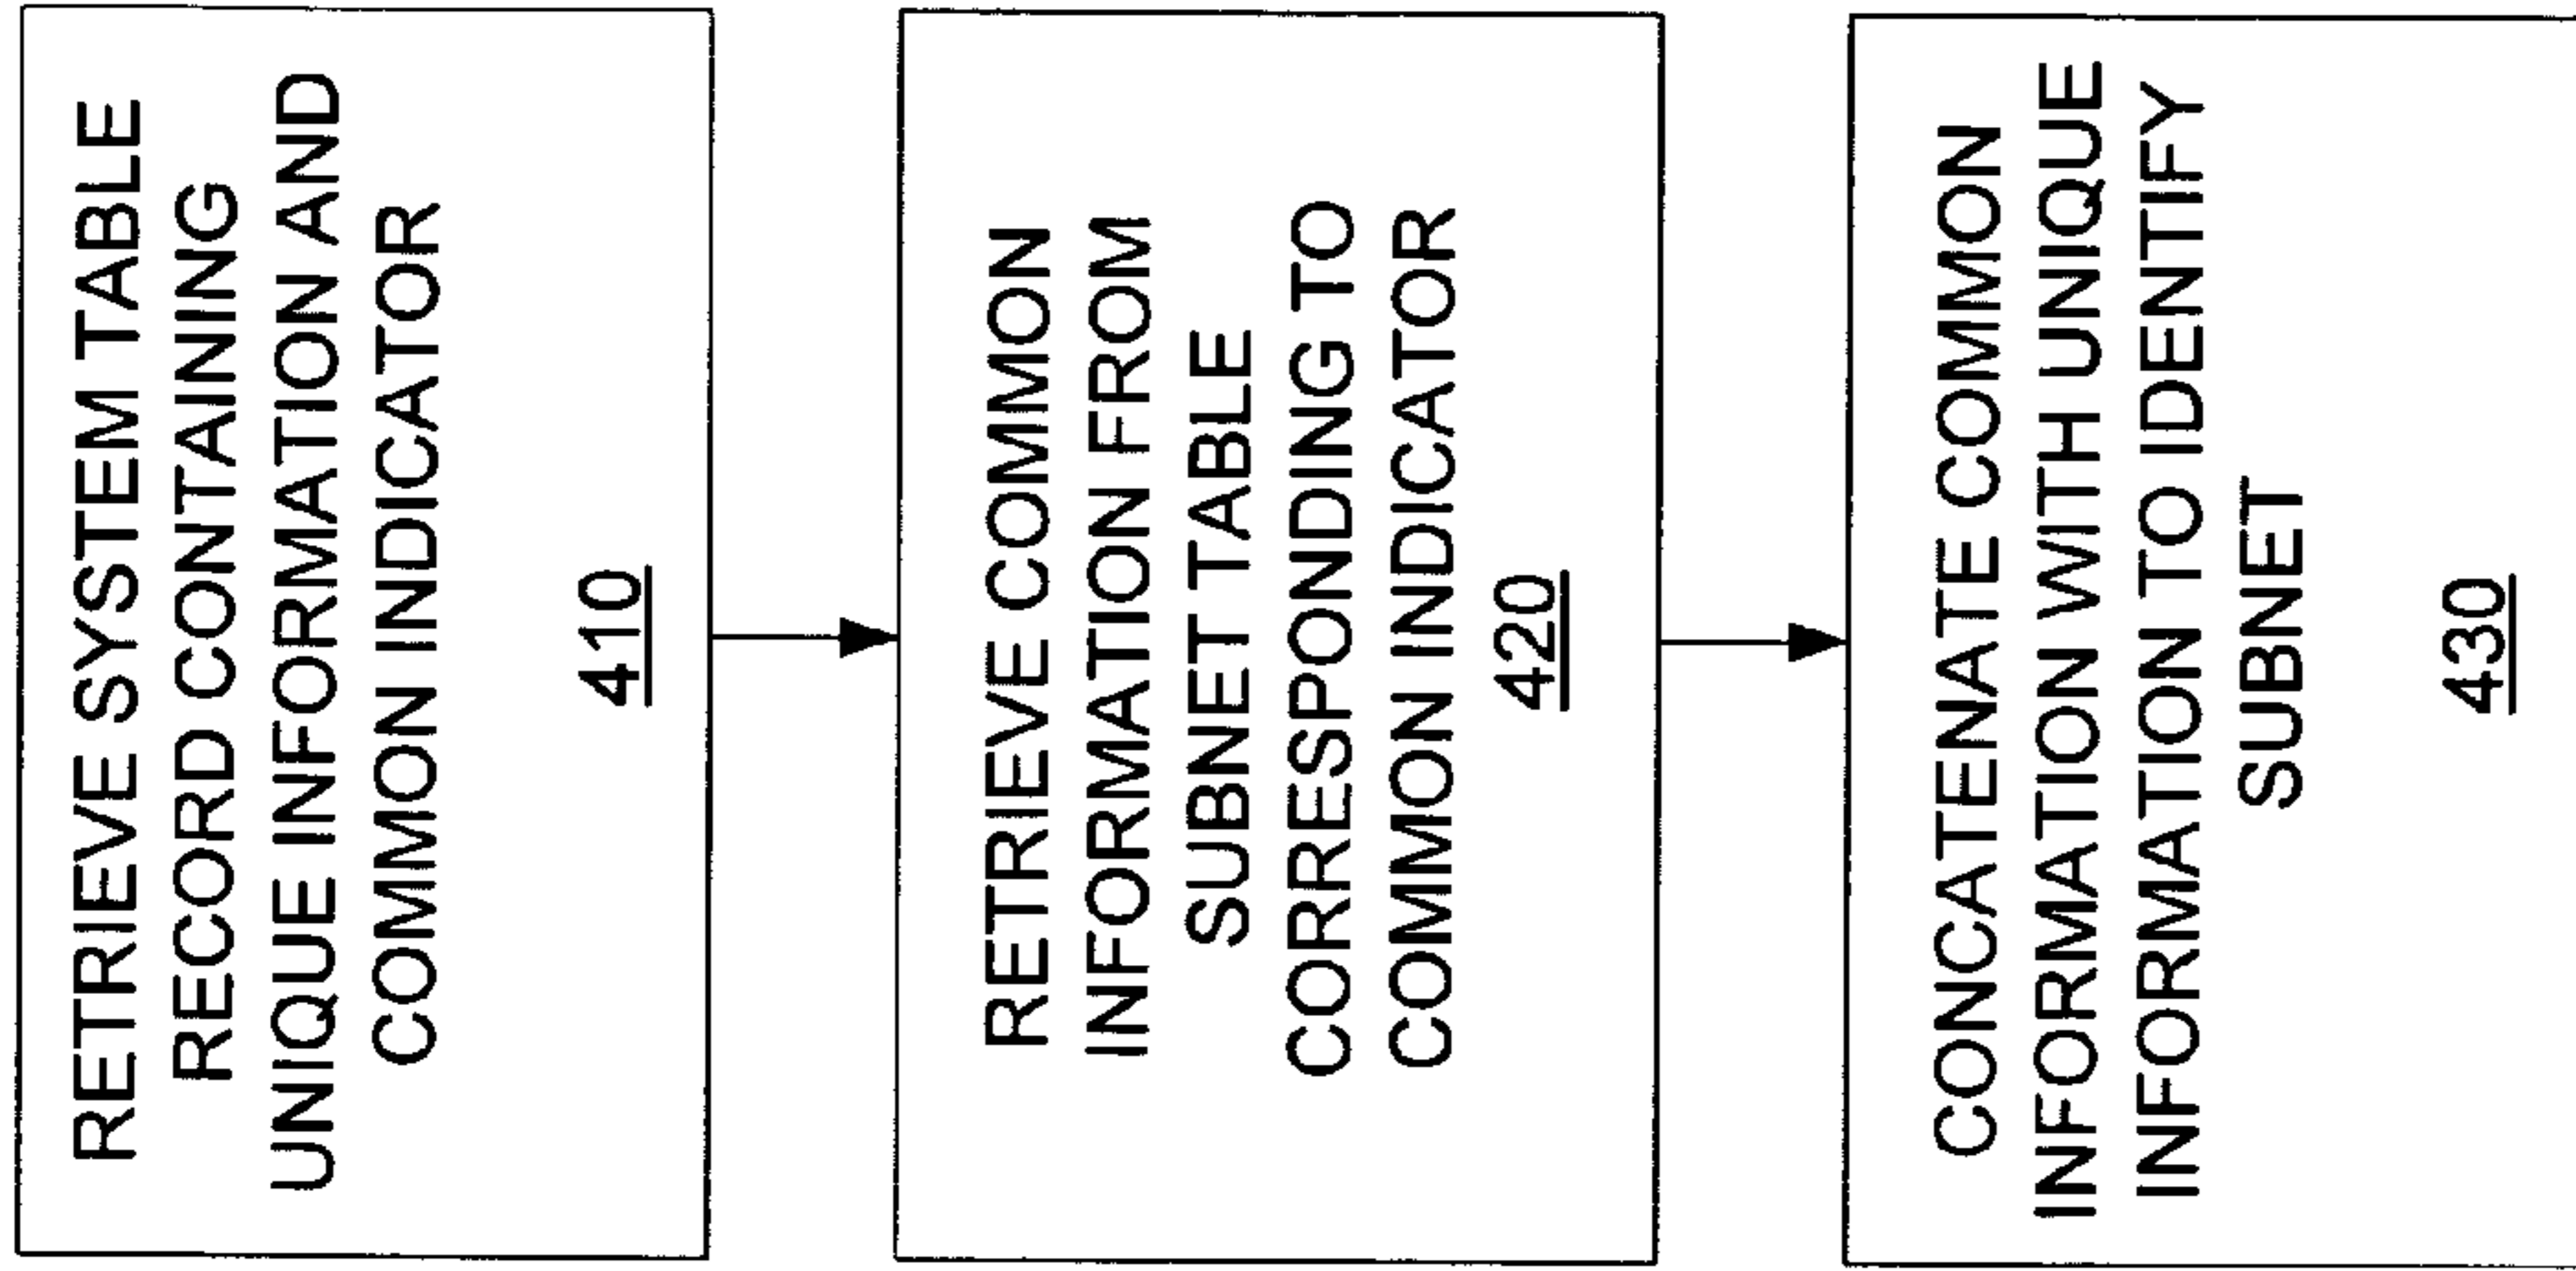 RETRIEVE SYSTEM TABLE
RECORD CONTAINING
UNIQUE INFORMATION AND
COMMON INDICATOR
410
RETRIEVE COMMON
INFORMATION FROM
SUBNET TABLE
CORRESPONDING TO
COMMON INDICATOR
420
CONCATENATE COMMON
INFORMATION WITH UNIQUE
INFORMATION TO IDENTIFY
SUBNET
430